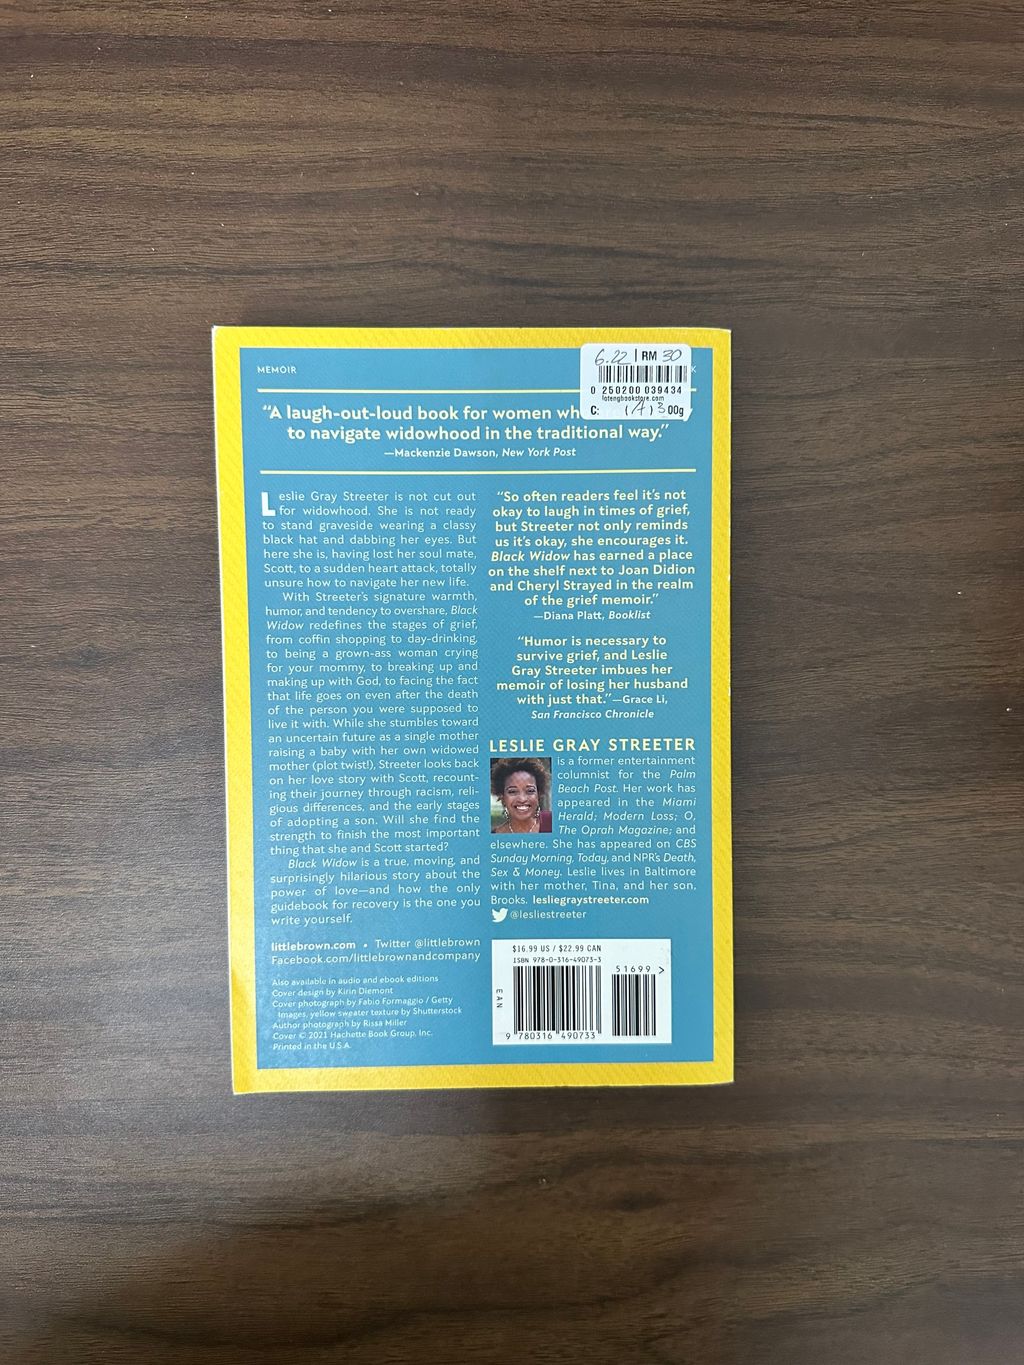 MEMOIR
6.22 | RM 30
0 250200 039434
C: (A) 3 00g
K
“A laugh-out-loud book for women
to navigate widowhood in the traditional way.”
—Mackenzie Dawson, New York Post
Leslie Gray Streeter is not cut out
for widowhood. She is not ready
to stand graveside wearing a classy
black hat and dabbing her eyes. But
here she is, having lost her soul mate,
Scott, to a sudden heart attack, totally
unsure how to navigate her new life.
With Streeter’s signature warmth,
humor, and tendency to overshare, Black
Widow redefines the stages of grief,
from coffin shopping to day-drinking,
to being a grown-ass woman crying
for your mommy, to breaking up and
making up with God, to facing the fact
that life goes on even after the death
of the person you were supposed to
live it with. While she stumbles toward
an uncertain future as a single mother
raising a baby with her own widowed
mother (plot twist!), Streeter looks back
on her love story with Scott, recount-
ing their journey through racism, reli-
gious differences, and the early stages
of adopting a son. Will she find the
strength to finish the most important
thing that she and Scott started?
Black Widow is a true, moving, and
surprisingly hilarious story about the
power of love—and how the only
guidebook for recovery is the one you
write yourself.
littlebrown.com • Twitter @littlebrown
Facebook.com/littlebrownandcompany
Also available in audio and ebook editions
Cover design by Kirin Diemont
Cover photograph by Fabio Formaggio / Getty
Images, yellow sweater texture by Shutterstock
Author photograph by Rissa Miller
Cover © 2021 Hachette Book Group, Inc.
Printed in the U.S.A.
“So often readers feel it’s not
okay to laugh in times of grief,
but Streeter not only reminds
us it’s okay, she encourages it.
Black Widow has earned a place
on the shelf next to Joan Didion
and Cheryl Strayed in the realm
of the grief memoir.”
—Diana Platt, Booklist
“Humor is necessary to
survive grief, and Leslie
Gray Streeter imbues her
memoir of losing her husband
with just that.”—Grace Li,
San Francisco Chronicle
LESLIE GRAY STREETER
is a former entertainment
columnist for the Palm
Beach Post. Her work has
appeared in the Miami
Herald; Modern Loss; O,
The Oprah Magazine; and
elsewhere. She has appeared on CBS
Sunday Morning, Today, and NPR’s Death,
Sex & Money. Leslie lives in Baltimore
with her mother, Tina, and her son,
Brooks. lesliegraystreeter.com
@lesliestreeter
$16.99 US / $22.99 CAN
ISBN 978-0-316-49073-3
51699 >
EAN
9 780316 490733